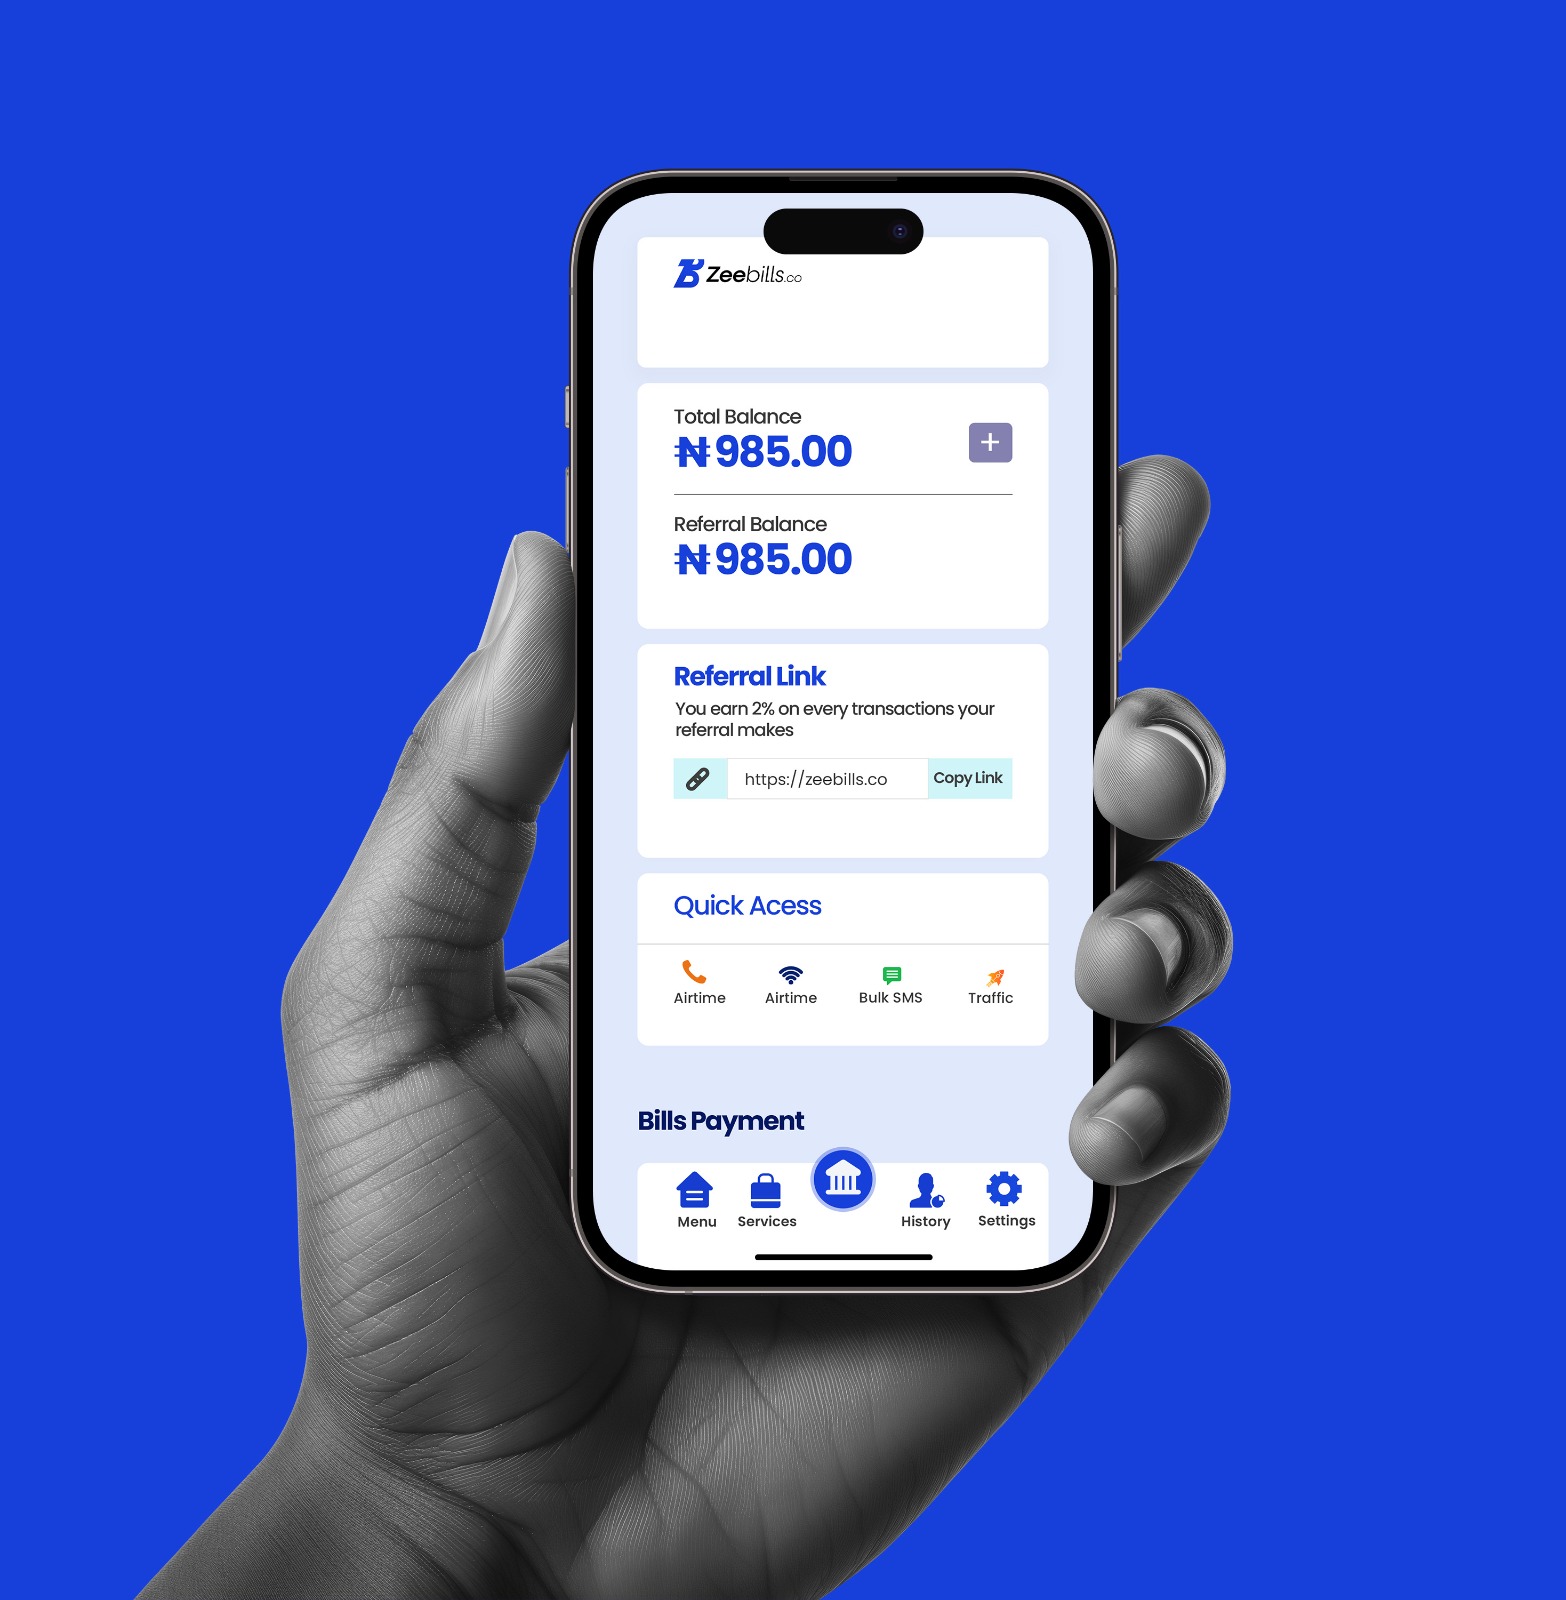 Zeebills.co
Total Balance
₦985.00
Referral Balance
₦985.00
Referral Link
You earn 2% on every transactions your
referral makes
https://zeebills.co
Copy Link
Quick Acess
Airtime
Airtime
Bulk SMS
Traffic
Bills Payment
Menu
Services
History
Settings